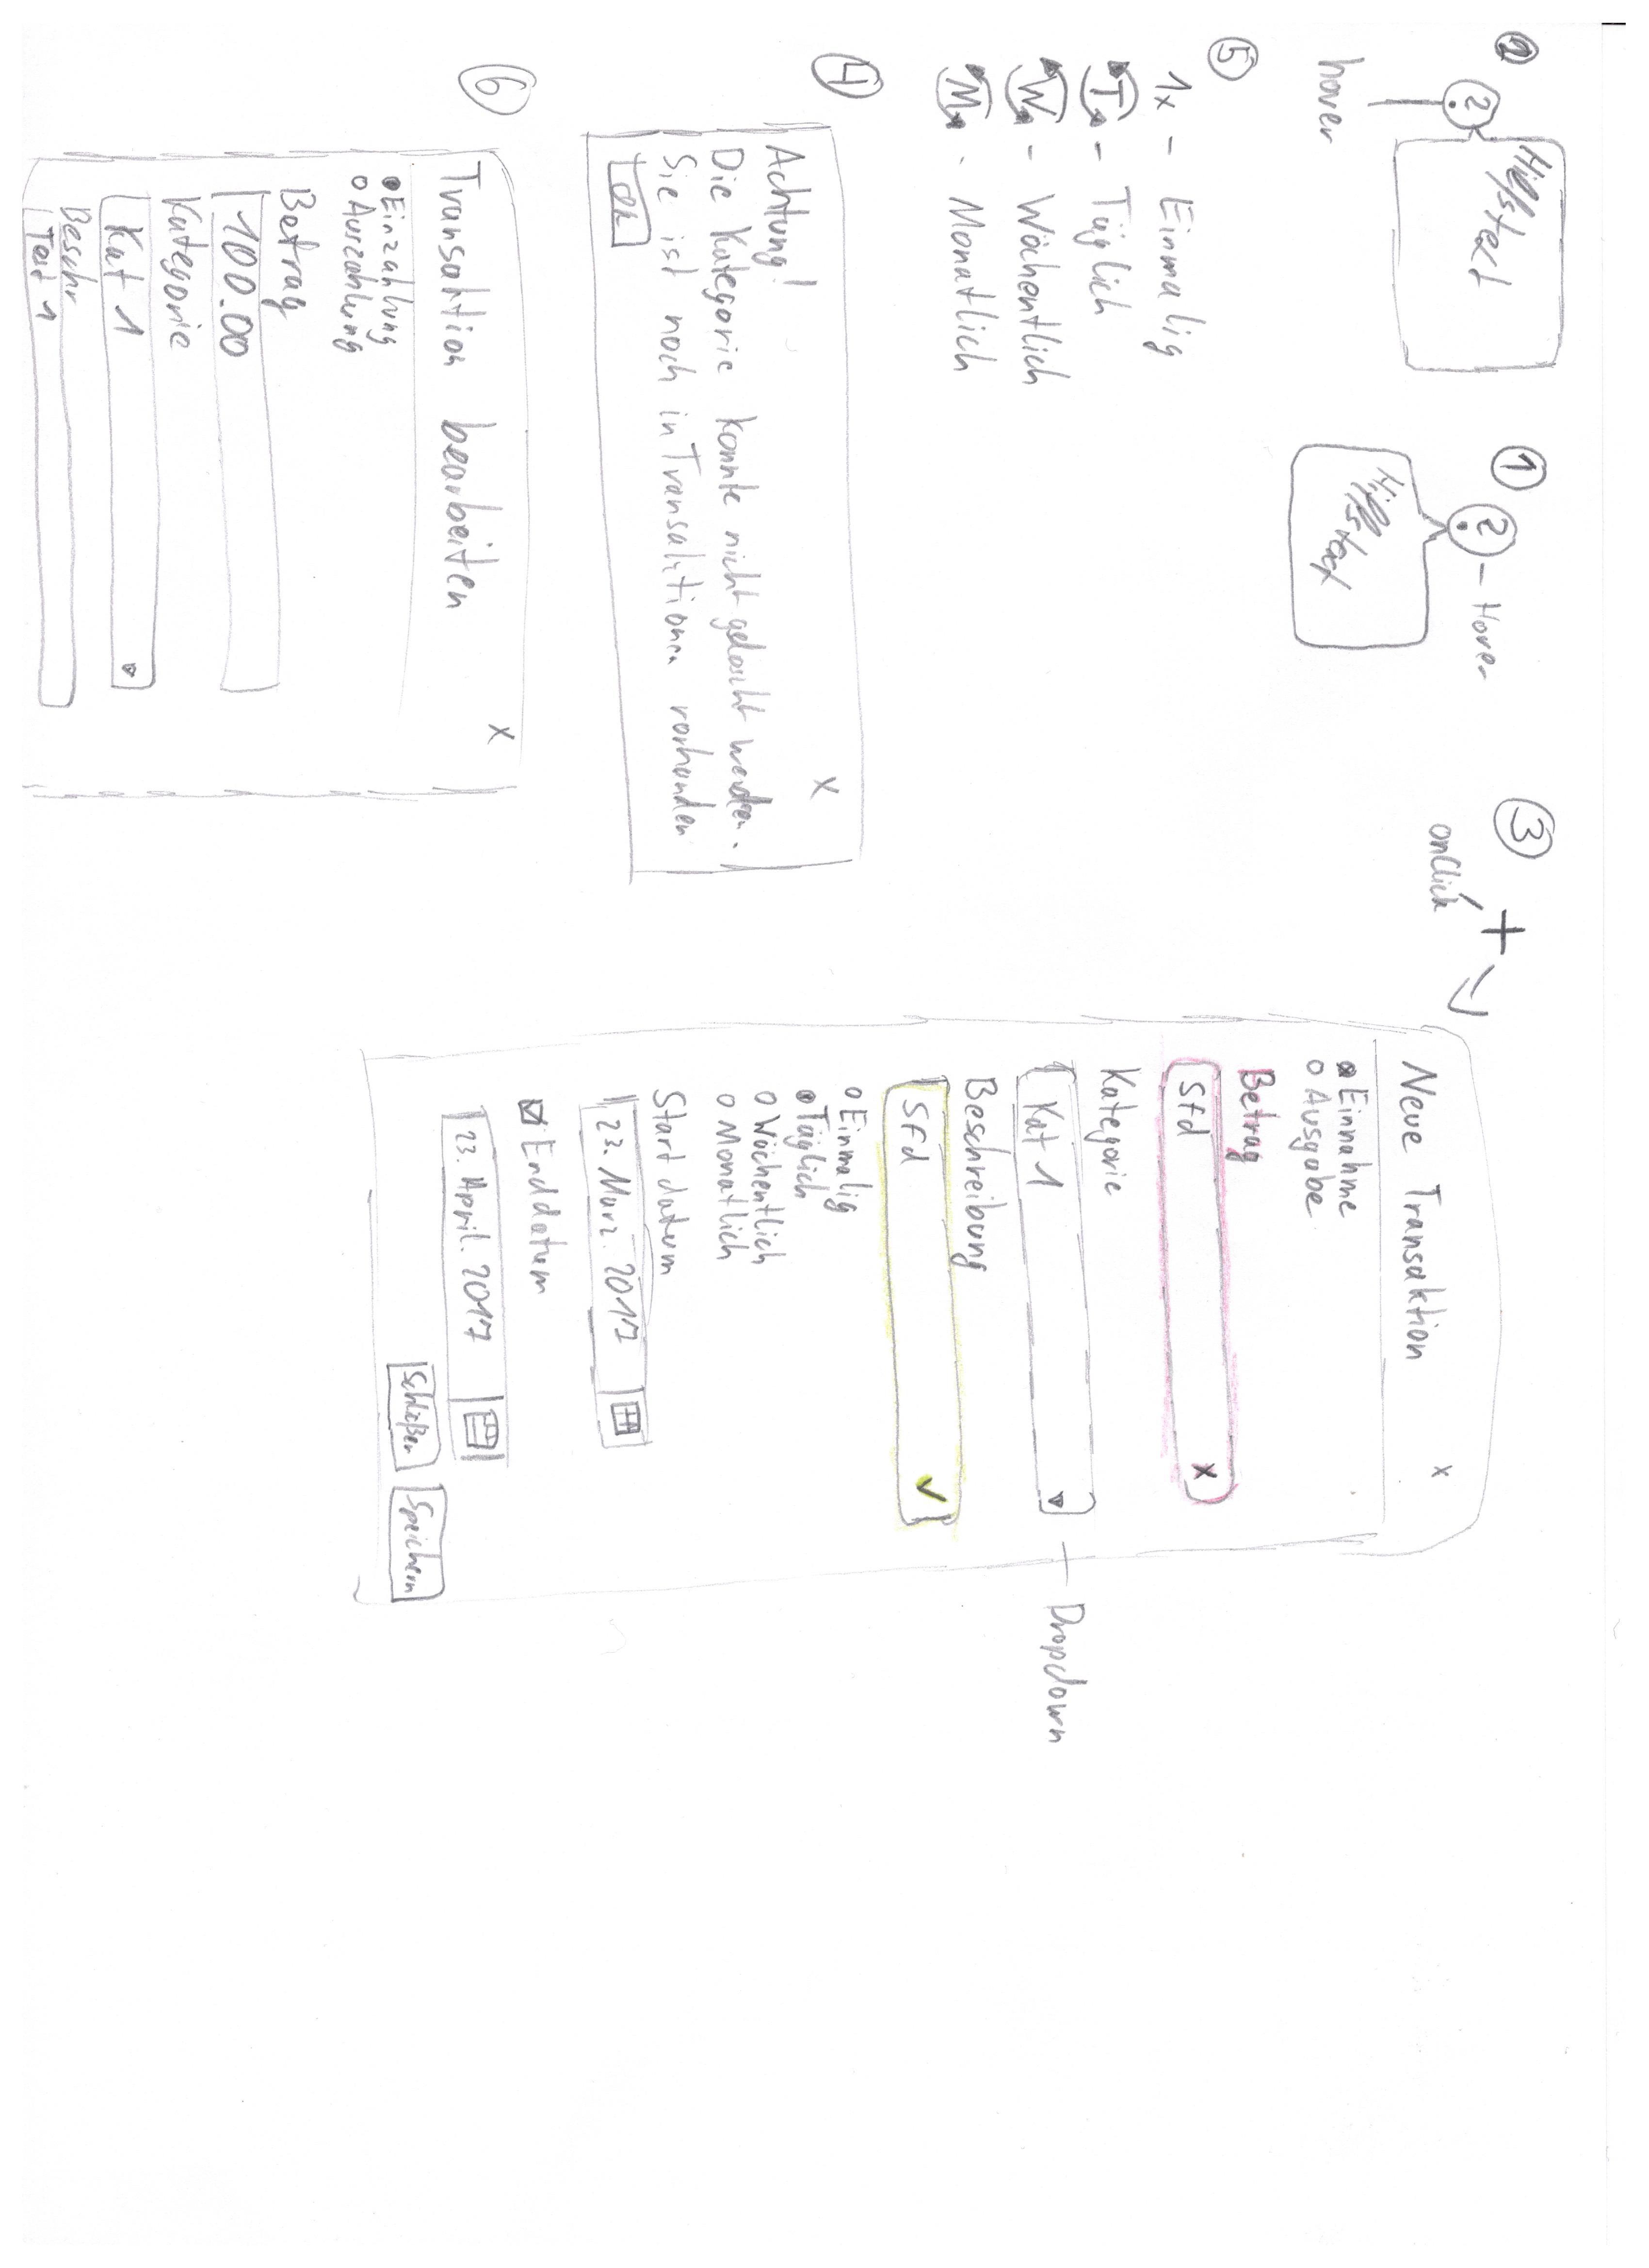 2
?
Hilfstext
hover
1
? - Hover
Hilfstext
3
+
onClick
Neue Transaktion x
Einnahme
Ausgabe
Betrag
Sfd x
Kategorie
Kat 1
Dropdown
Beschreibung
Sfd ✓
Einmalig
Täglich
Wöchentlich
Monatlich
Startdatum
23. März. 2017
Enddatum
23. April. 2017
Schließen Speichern
5
1x - Einmalig
T - Täglich
W - Wöchentlich
M - Monatlich
4
x
Achtung!
Die Kategorie konnte nicht gelöscht werden.
Sie ist noch in Transaktionen vorhanden
OK
6
Transaktion bearbeiten x
Einzahlung
Auszahlung
Betrag
100.00
Kategorie
Kat 1
Beschr
Test 1